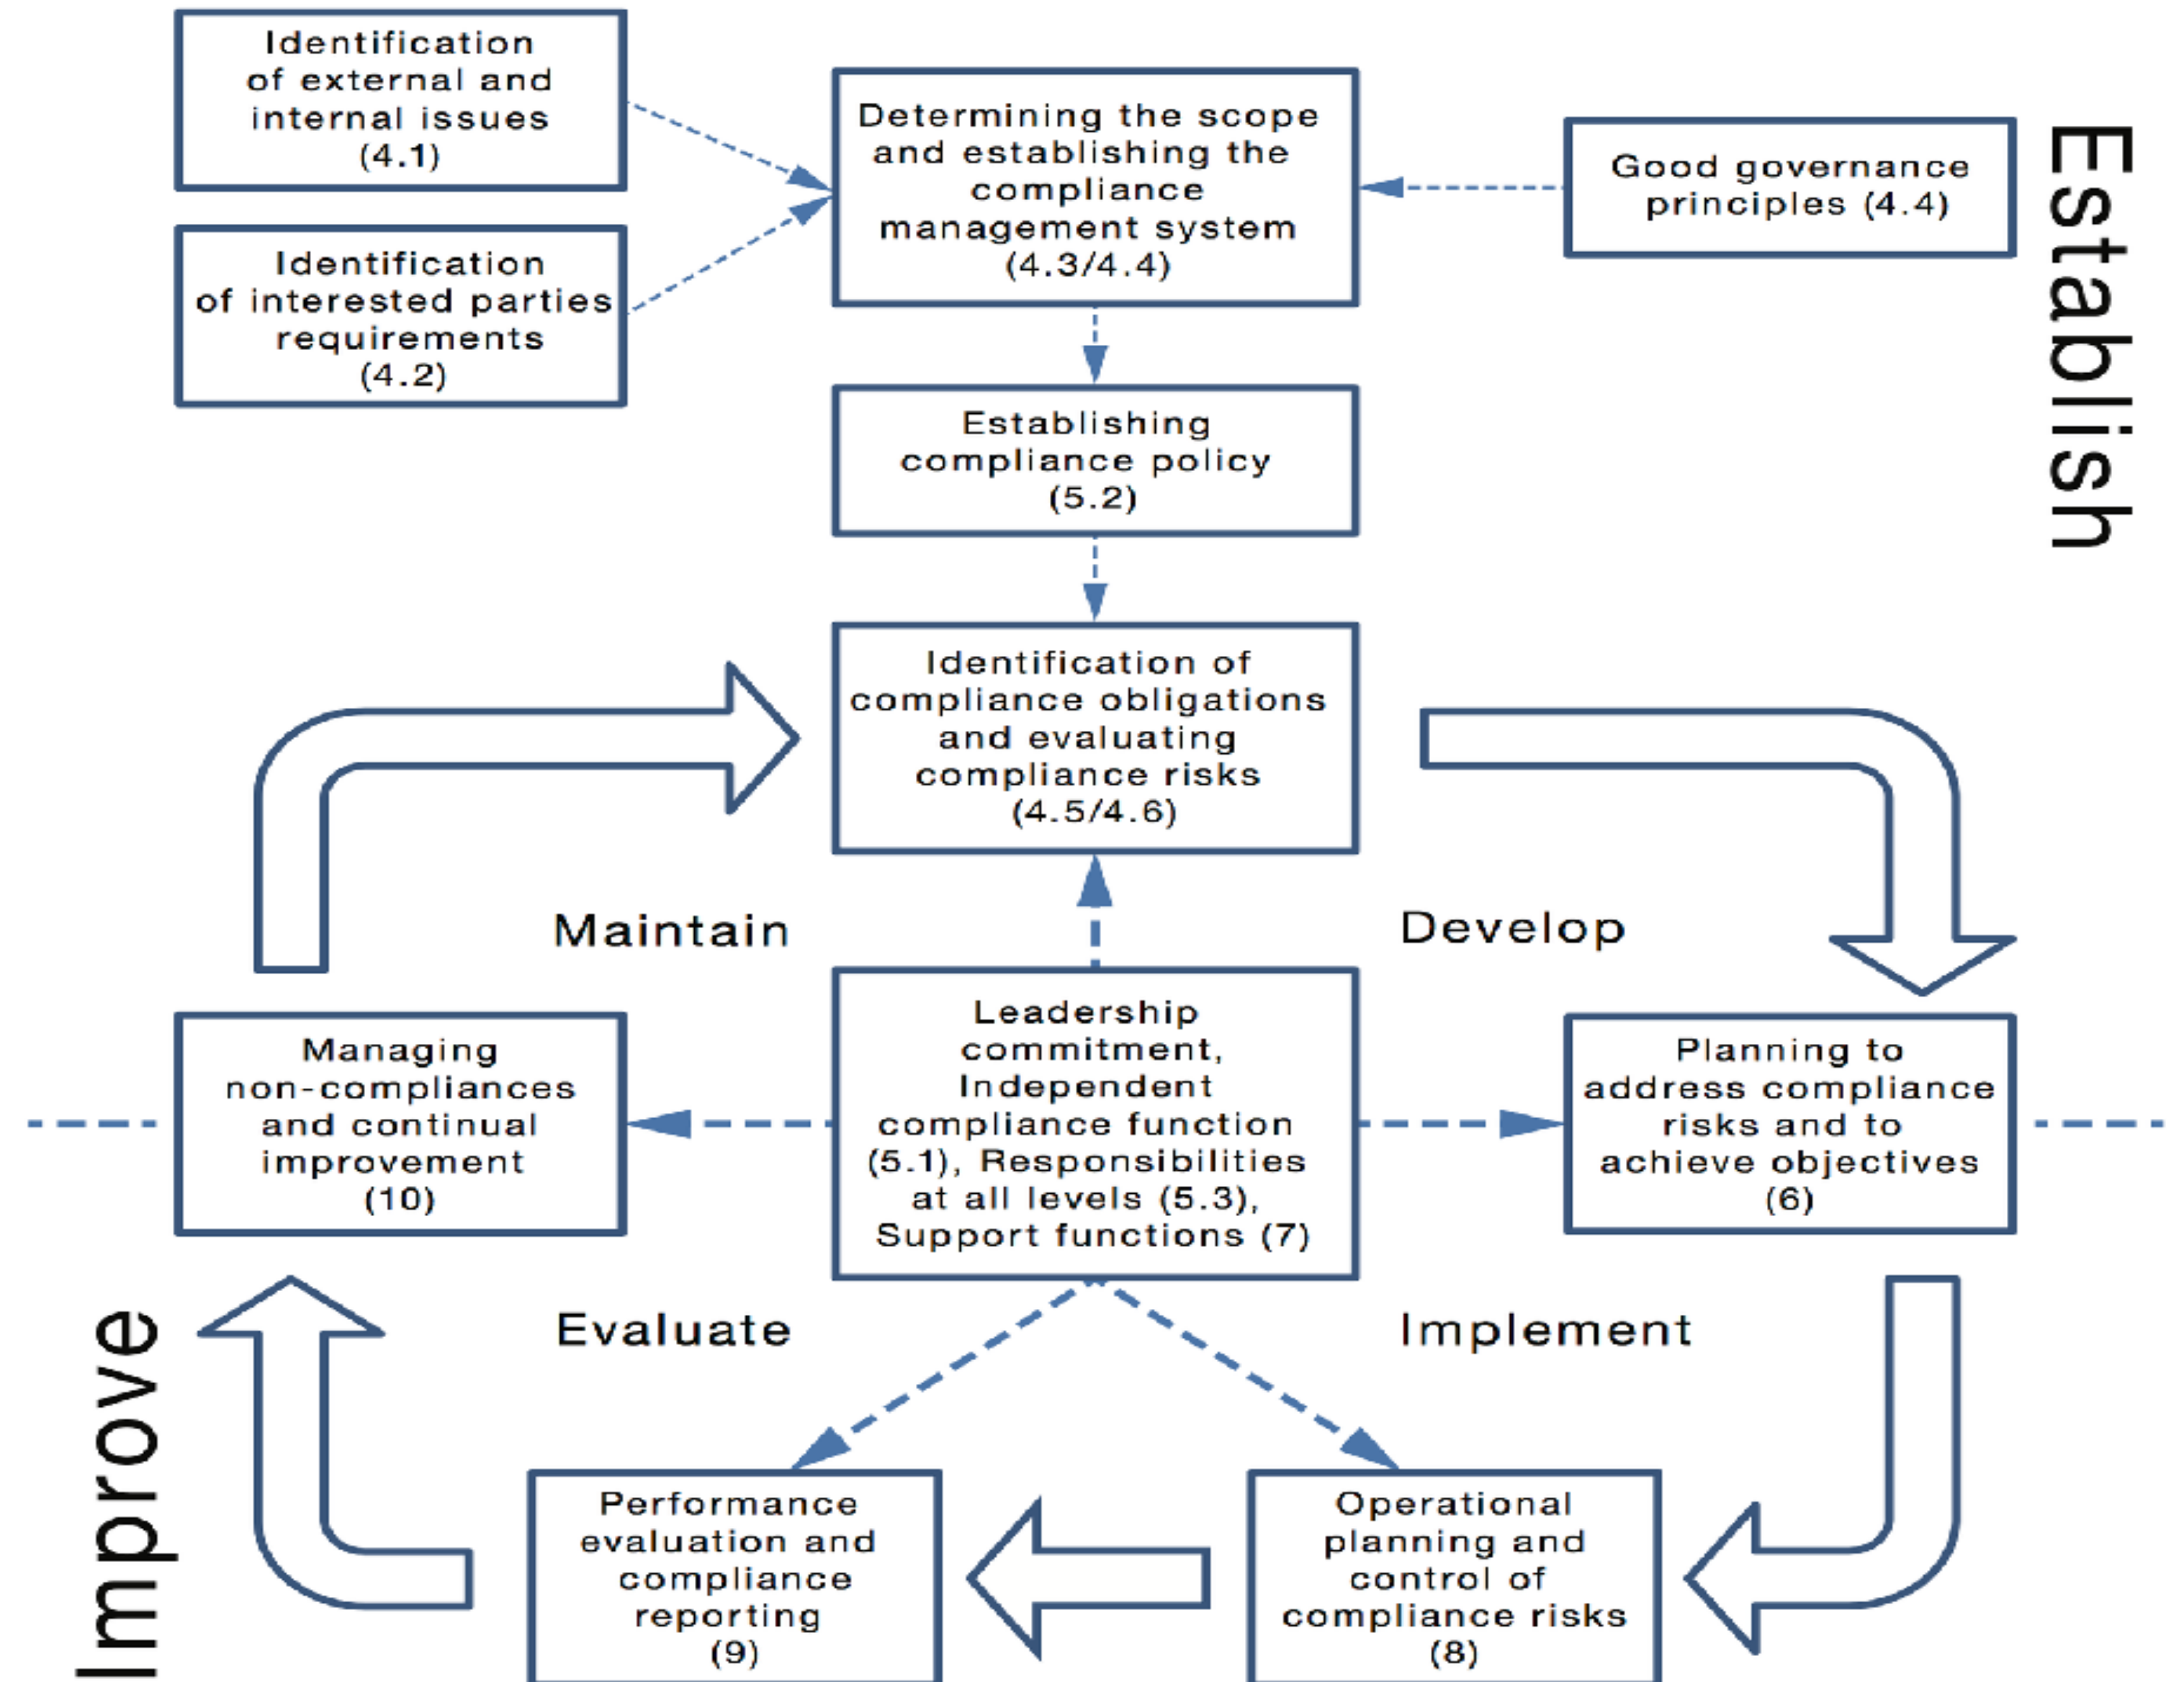 Identification
of external and
internal issues
(4.1)
Identification
of interested parties
requirements
(4.2)
Determining the scope
and establishing the
compliance
management system
(4.3/4.4)
Good governance
principles (4.4)
Establish
Establishing
compliance policy
(5.2)
Identification of
compliance obligations
and evaluating
compliance risks
(4.5/4.6)
Maintain
Develop
Managing
non-compliances
and continual
improvement
(10)
Leadership
commitment,
Independent
compliance function
(5.1), Responsibilities
at all levels (5.3),
Support functions (7)
Planning to
address compliance
risks and to
achieve objectives
(6)
Improve
Evaluate
Implement
Performance
evaluation and
compliance
reporting
(9)
Operational
planning and
control of
compliance risks
(8)